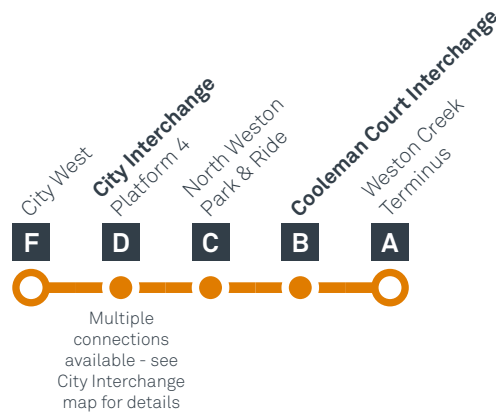 City West
City Interchange
Platform 4
North Weston
Park & Ride
Cooleman Court Interchange
Weston Creek
Terminus
F
D
C
B
A
Multiple
connections
available - see
City Interchange
map for details